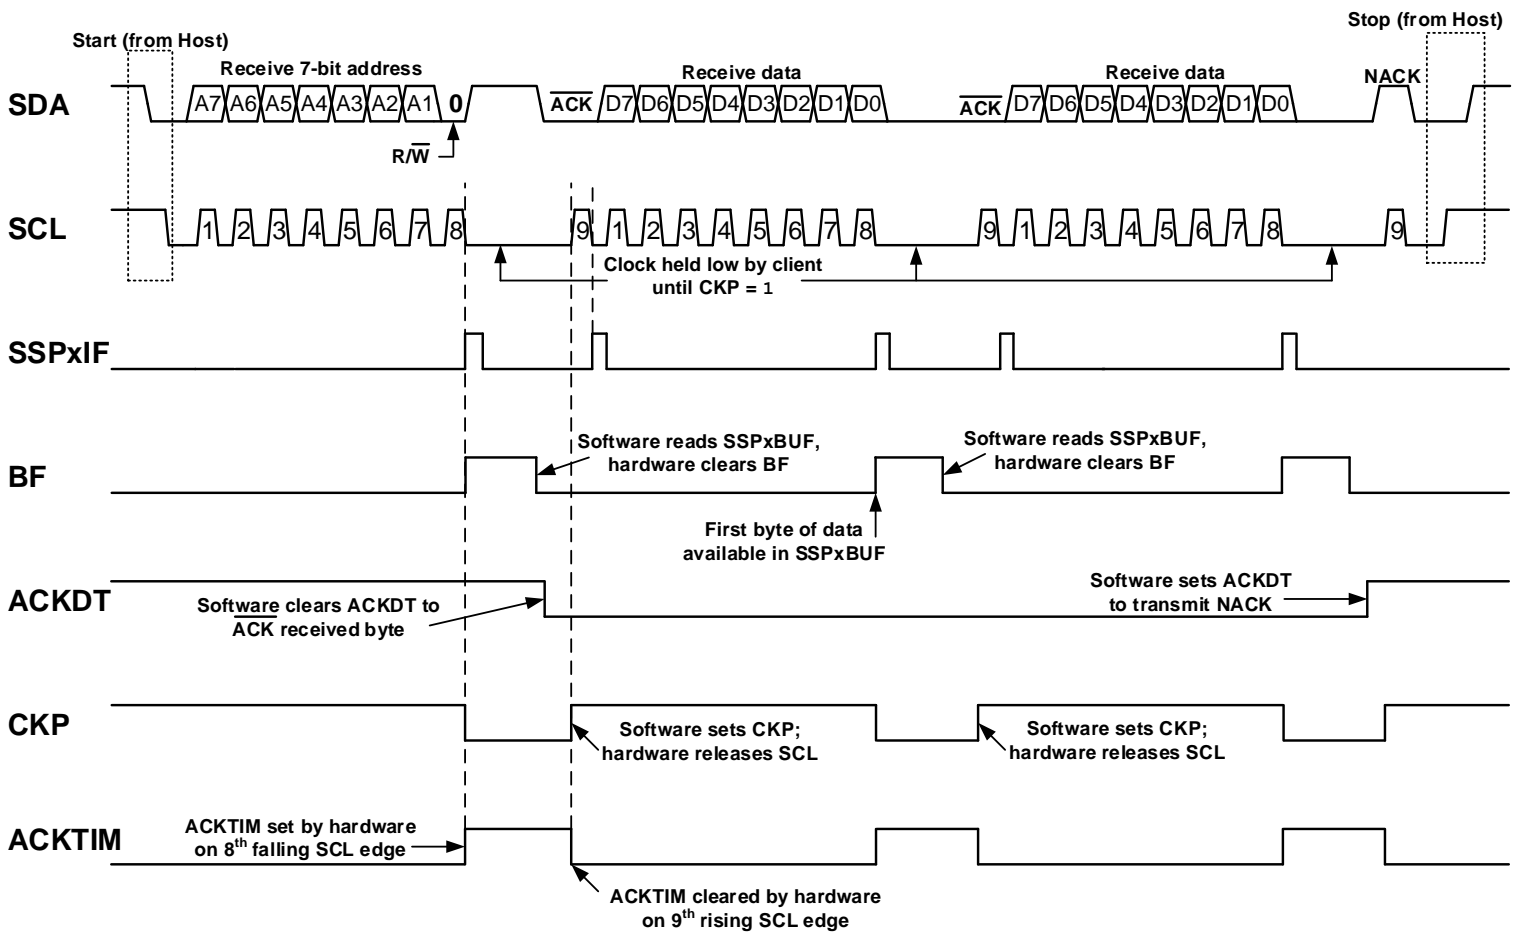 Stop (from Host)
Start (from Host)
Receive 7-bit address
Receive data
Receive data
NACK
SDA
A7 A6 A5 A4 A3 A2 A1 0
ACK
D7 D6 D5 D4 D3 D2 D1 D0
ACK
D7 D6 D5 D4 D3 D2 D1 D0
R/W
SCL
1 2 3 4 5 6 7 8 9 1 2 3 4 5 6 7 8 9 1 2 3 4 5 6 7 8 9
Clock held low by client
until CKP = 1
SSPxIF
BF
Software reads SSPxBUF,
hardware clears BF
Software reads SSPxBUF,
hardware clears BF
First byte of data
available in SSPxBUF
ACKDT
Software clears ACKDT to
ACK received byte
Software sets ACKDT
to transmit NACK
CKP
Software sets CKP;
hardware releases SCL
Software sets CKP;
hardware releases SCL
ACKTIM
ACKTIM set by hardware
on 8th falling SCL edge
ACKTIM cleared by hardware
on 9th rising SCL edge